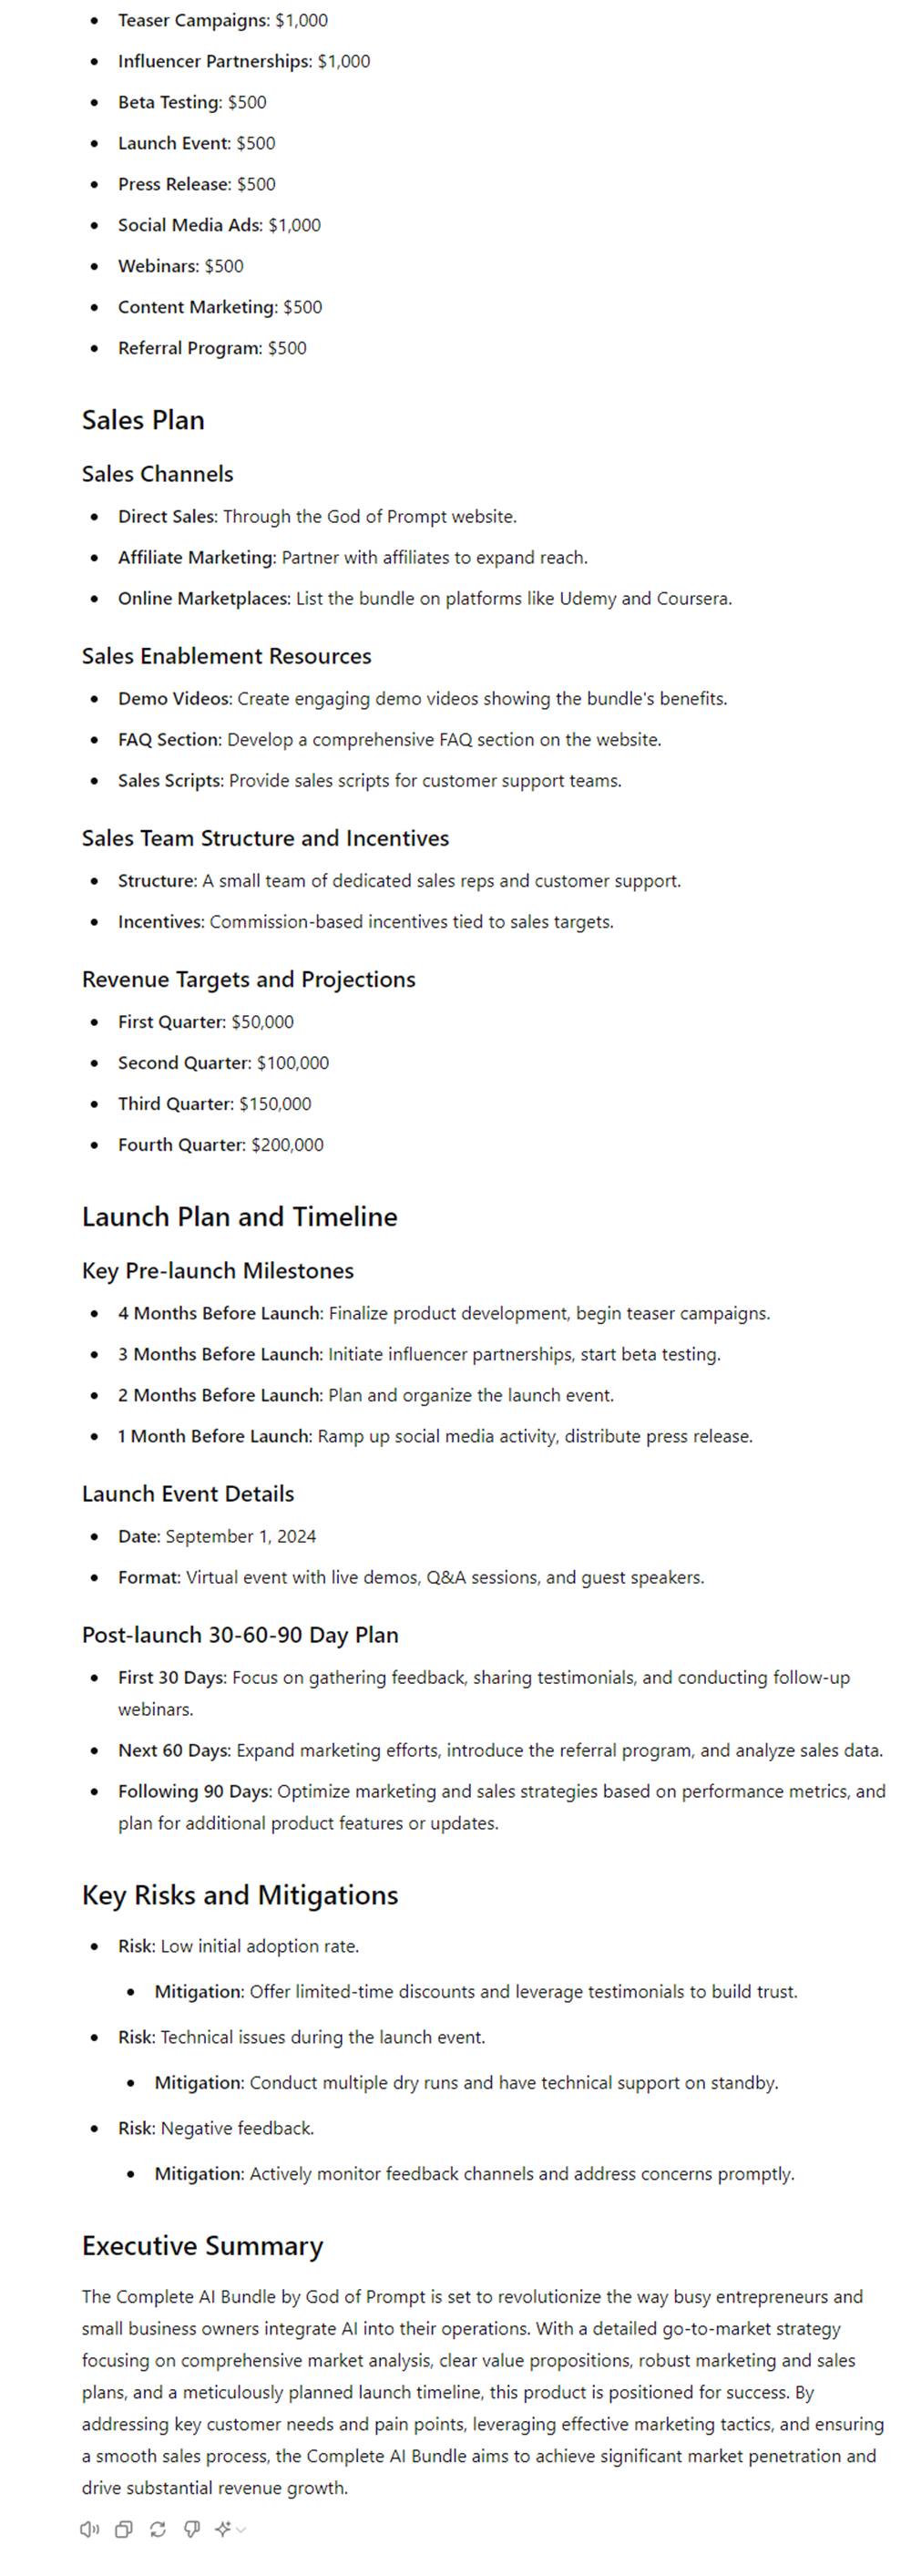 Teaser Campaigns: $1,000
Influencer Partnerships: $1,000
Beta Testing: $500
Launch Event: $500
Press Release: $500
Social Media Ads: $1,000
Webinars: $500
Content Marketing: $500
Referral Program: $500
Sales Plan
Sales Channels
Direct Sales: Through the God of Prompt website.
Affiliate Marketing: Partner with affiliates to expand reach.
Online Marketplaces: List the bundle on platforms like Udemy and Coursera.
Sales Enablement Resources
Demo Videos: Create engaging demo videos showing the bundle's benefits.
FAQ Section: Develop a comprehensive FAQ section on the website.
Sales Scripts: Provide sales scripts for customer support teams.
Sales Team Structure and Incentives
Structure: A small team of dedicated sales reps and customer support.
Incentives: Commission-based incentives tied to sales targets.
Revenue Targets and Projections
First Quarter: $50,000
Second Quarter: $100,000
Third Quarter: $150,000
Fourth Quarter: $200,000
Launch Plan and Timeline
Key Pre-launch Milestones
4 Months Before Launch: Finalize product development, begin teaser campaigns.
3 Months Before Launch: Initiate influencer partnerships, start beta testing.
2 Months Before Launch: Plan and organize the launch event.
1 Month Before Launch: Ramp up social media activity, distribute press release.
Launch Event Details
Date: September 1, 2024
Format: Virtual event with live demos, Q&A sessions, and guest speakers.
Post-launch 30-60-90 Day Plan
First 30 Days: Focus on gathering feedback, sharing testimonials, and conducting follow-up
webinars.
Next 60 Days: Expand marketing efforts, introduce the referral program, and analyze sales data.
Following 90 Days: Optimize marketing and sales strategies based on performance metrics, and
plan for additional product features or updates.
Key Risks and Mitigations
Risk: Low initial adoption rate.
Mitigation: Offer limited-time discounts and leverage testimonials to build trust.
Risk: Technical issues during the launch event.
Mitigation: Conduct multiple dry runs and have technical support on standby.
Risk: Negative feedback.
Mitigation: Actively monitor feedback channels and address concerns promptly.
Executive Summary
The Complete AI Bundle by God of Prompt is set to revolutionize the way busy entrepreneurs and
small business owners integrate AI into their operations. With a detailed go-to-market strategy
focusing on comprehensive market analysis, clear value propositions, robust marketing and sales
plans, and a meticulously planned launch timeline, this product is positioned for success. By
addressing key customer needs and pain points, leveraging effective marketing tactics, and ensuring
a smooth sales process, the Complete AI Bundle aims to achieve significant market penetration and
drive substantial revenue growth.